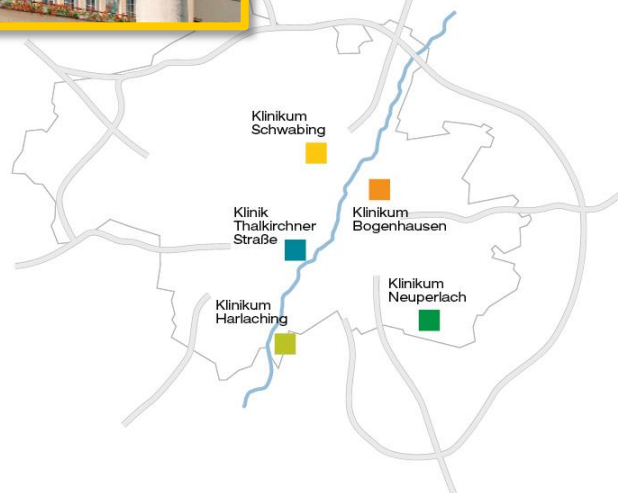 Klinikum
Schwabing
Klinik
Thalkirchner
Straße
Klinikum
Bogenhausen
Klinikum
Neuperlach
Klinikum
Harlaching